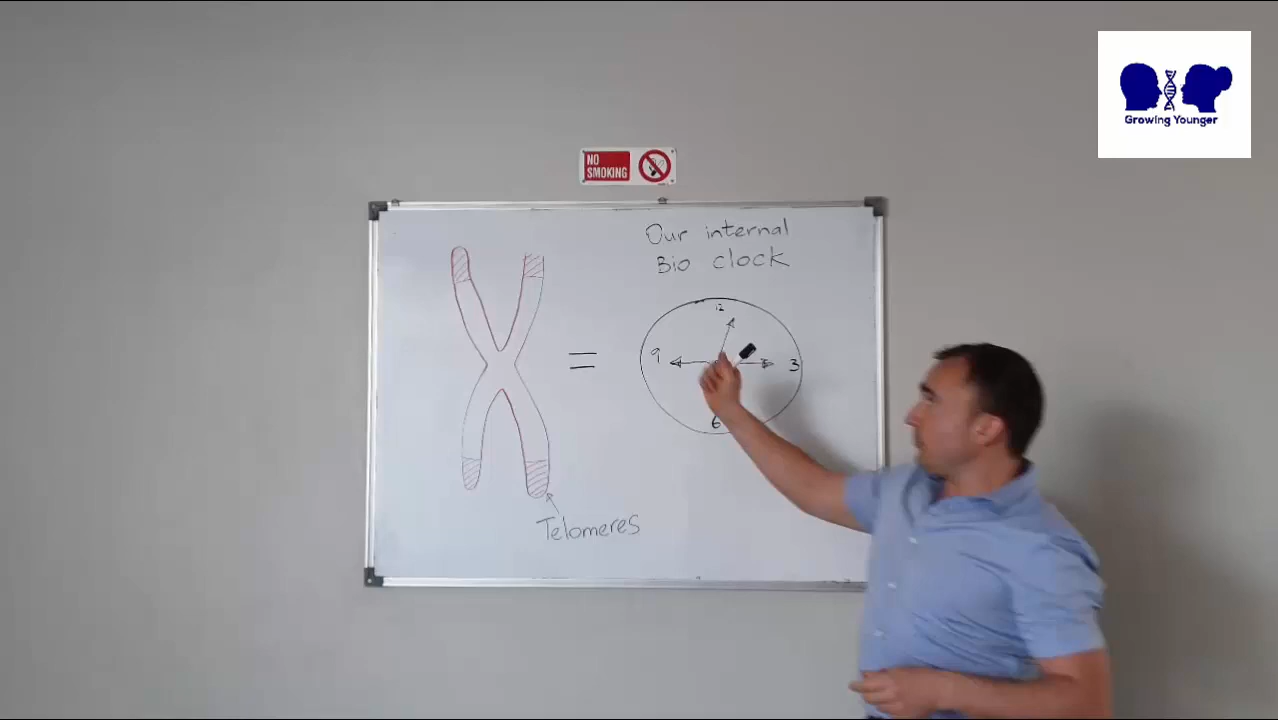 Growing Younger
NO
SMOKING
Our internal
Bio clock
12
9
3
6
=
Telomeres